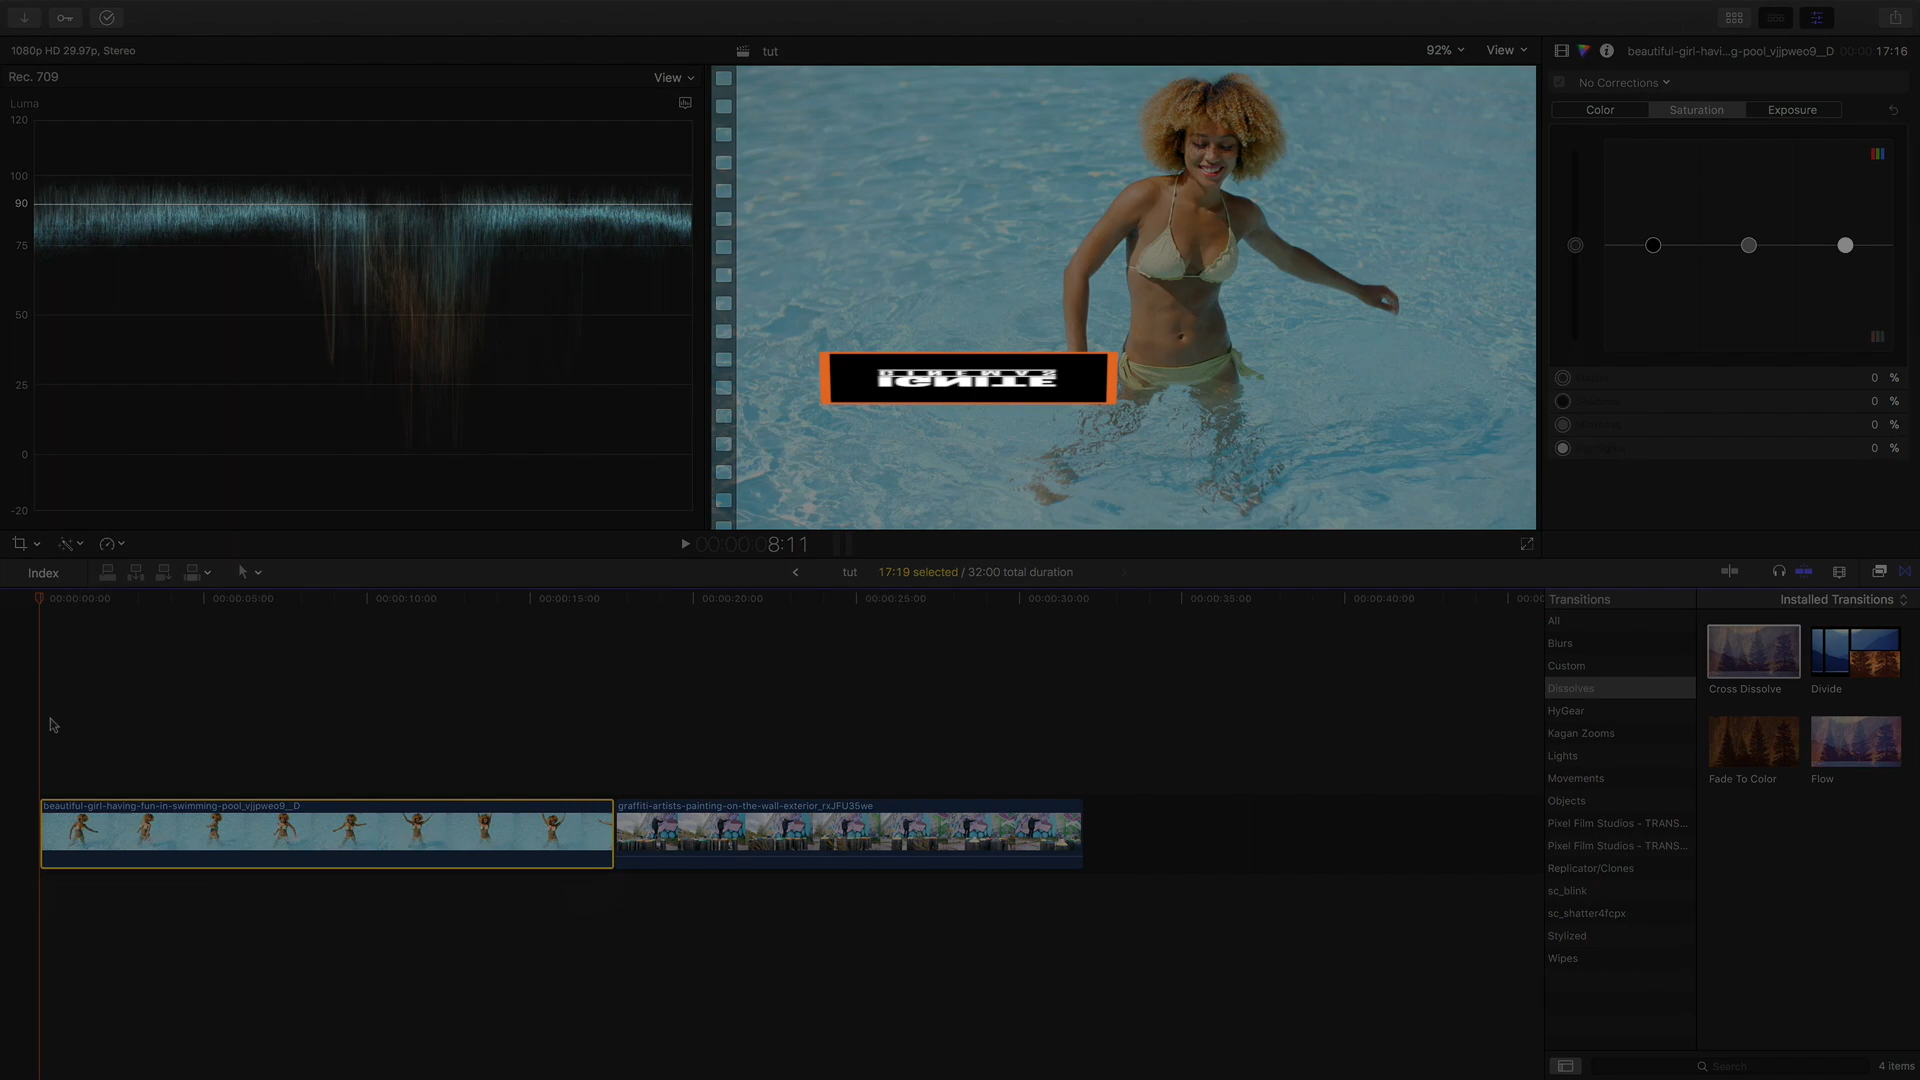 1080p HD 29.97p, Stereo
tut
92%
View
beautiful-girl-havi...g-pool_vjjpweo9__D
00:00:17:16
Rec. 709
View
No Corrections
Luma
Color
Saturation
Exposure
120
100
90
75
50
25
0
-20
IGNITE
0 %
0 %
0 %
0 %
00:00:08:11
Index
tut
17:19 selected / 32:00 total duration
00:00:00:00
00:00:05:00
00:00:10:00
00:00:15:00
00:00:20:00
00:00:25:00
00:00:30:00
00:00:35:00
00:00:40:00
00:00
Transitions
Installed Transitions
All
Blurs
Custom
Dissolves
HyGear
Kagan Zooms
Lights
Movements
Objects
Pixel Film Studios - TRANS...
Pixel Film Studios - TRANS...
Replicator/Clones
sc_blink
sc_shatter4fcpx
Stylized
Wipes
Cross Dissolve
Divide
Fade To Color
Flow
beautiful-girl-having-fun-in-swimming-pool_vjjpweo9__D
graffiti-artists-painting-on-the-wall-exterior_rxJFU35we
Search
4 items